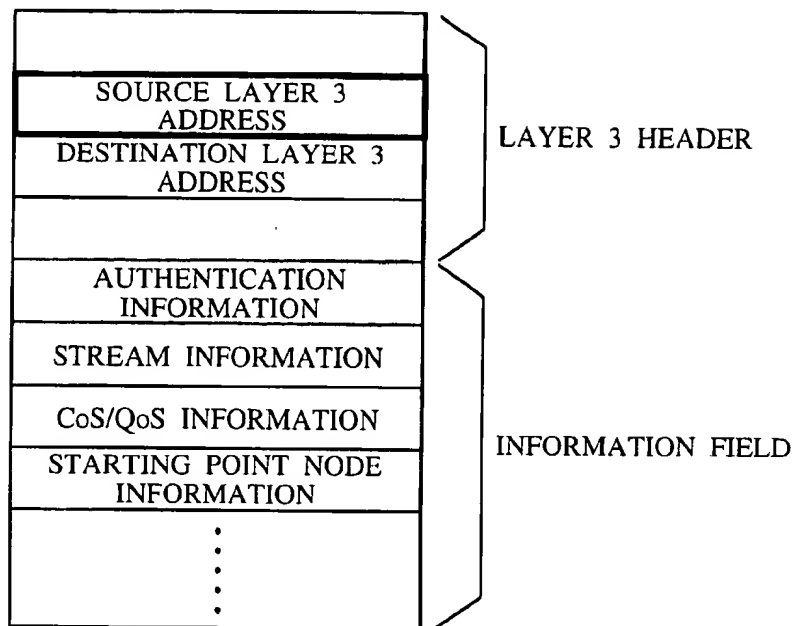 SOURCE LAYER 3
ADDRESS
DESTINATION LAYER 3
ADDRESS
LAYER 3 HEADER
AUTHENTICATION
INFORMATION
STREAM INFORMATION
CoS/QoS INFORMATION
STARTING POINT NODE
INFORMATION
INFORMATION FIELD